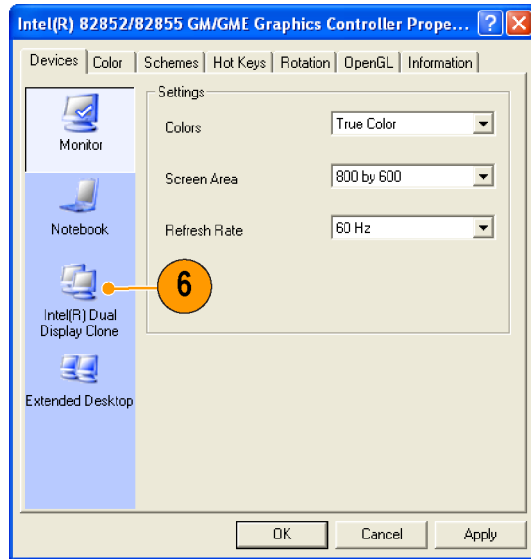 Intel(R) 82852/82855 GM/GME Graphics Controller Prope...
Devices
Color
Schemes
Hot Keys
Rotation
OpenGL
Information
Monitor
Notebook
Intel(R) Dual
Display Clone
Extended Desktop
Settings
Colors
True Color
Screen Area
800 by 600
Refresh Rate
60 Hz
6
OK
Cancel
Apply